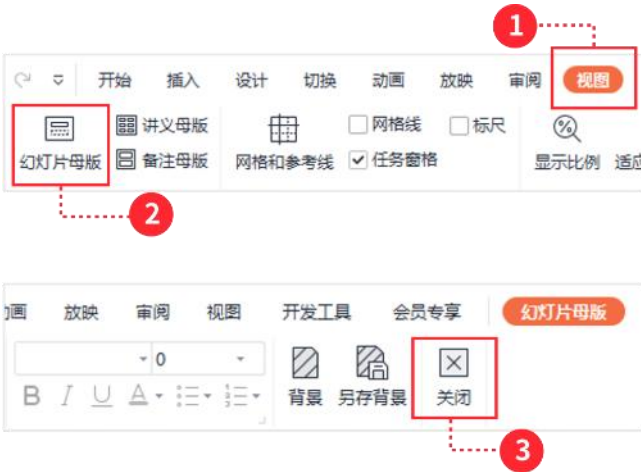 1
开始 插入 设计 切换 动画 放映 审阅 视图
讲义母版 网格线 标尺
幻灯片母版 备注母版 网格和参考线 任务窗格 显示比例 适应
2
动画 放映 审阅 视图 开发工具 会员专享 幻灯片母版
0
B I U A 背景 另存背景 关闭
3